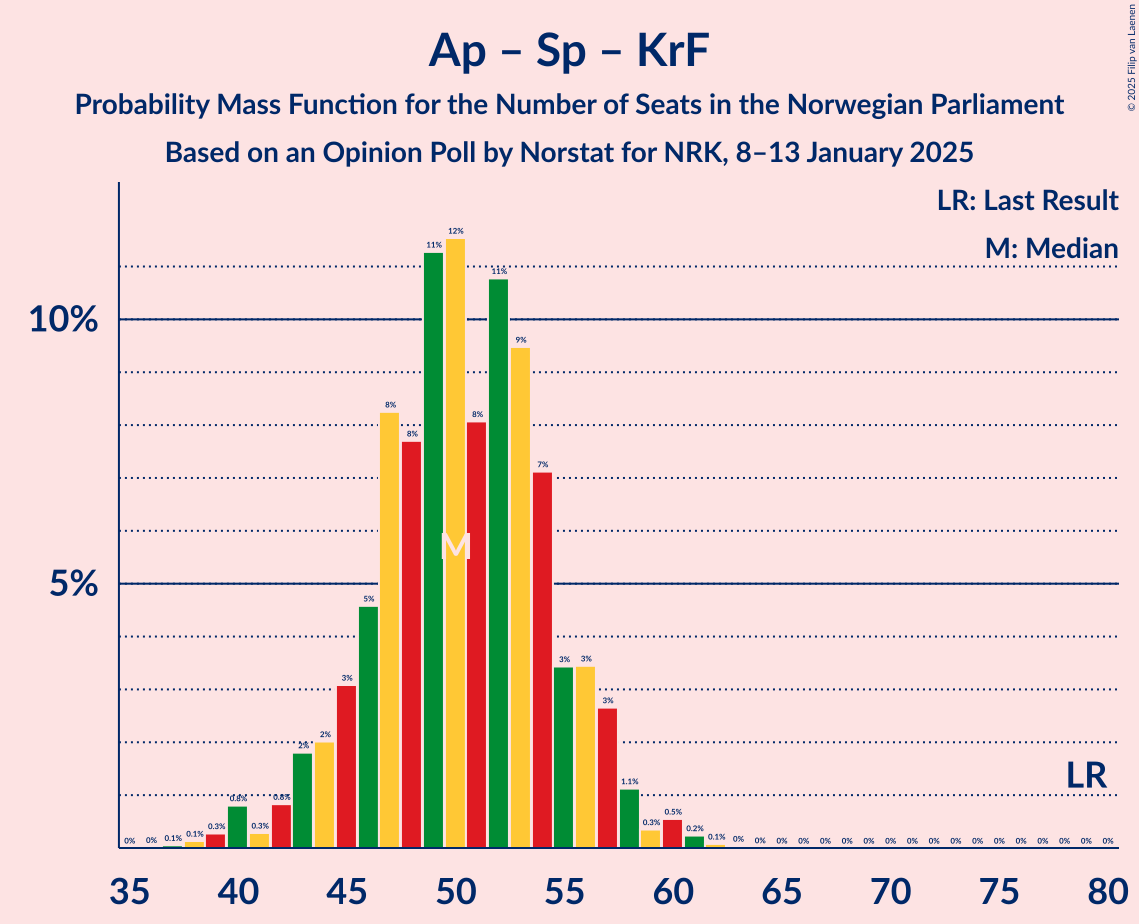 Ap – Sp – KrF
Probability Mass Function for the Number of Seats in the Norwegian Parliament
Based on an Opinion Poll by Norstat for NRK, 8–13 January 2025
© 2025 Filip van Laenen
LR: Last Result
M: Median
10%
5%
0% 0% 0.1% 0.1% 0.3% 0.8% 0.3% 0.8% 2% 2% 3% 5% 8% 8% 11% 12% 8% 11% 9% 7% 3% 3% 3% 1.1% 0.3% 0.5% 0.2% 0.1% 0% 0% 0% 0% 0% 0% 0% 0% 0% 0% 0% 0% 0% 0% 0% 0% 0% 0%
M
LR
35 40 45 50 55 60 65 70 75 80